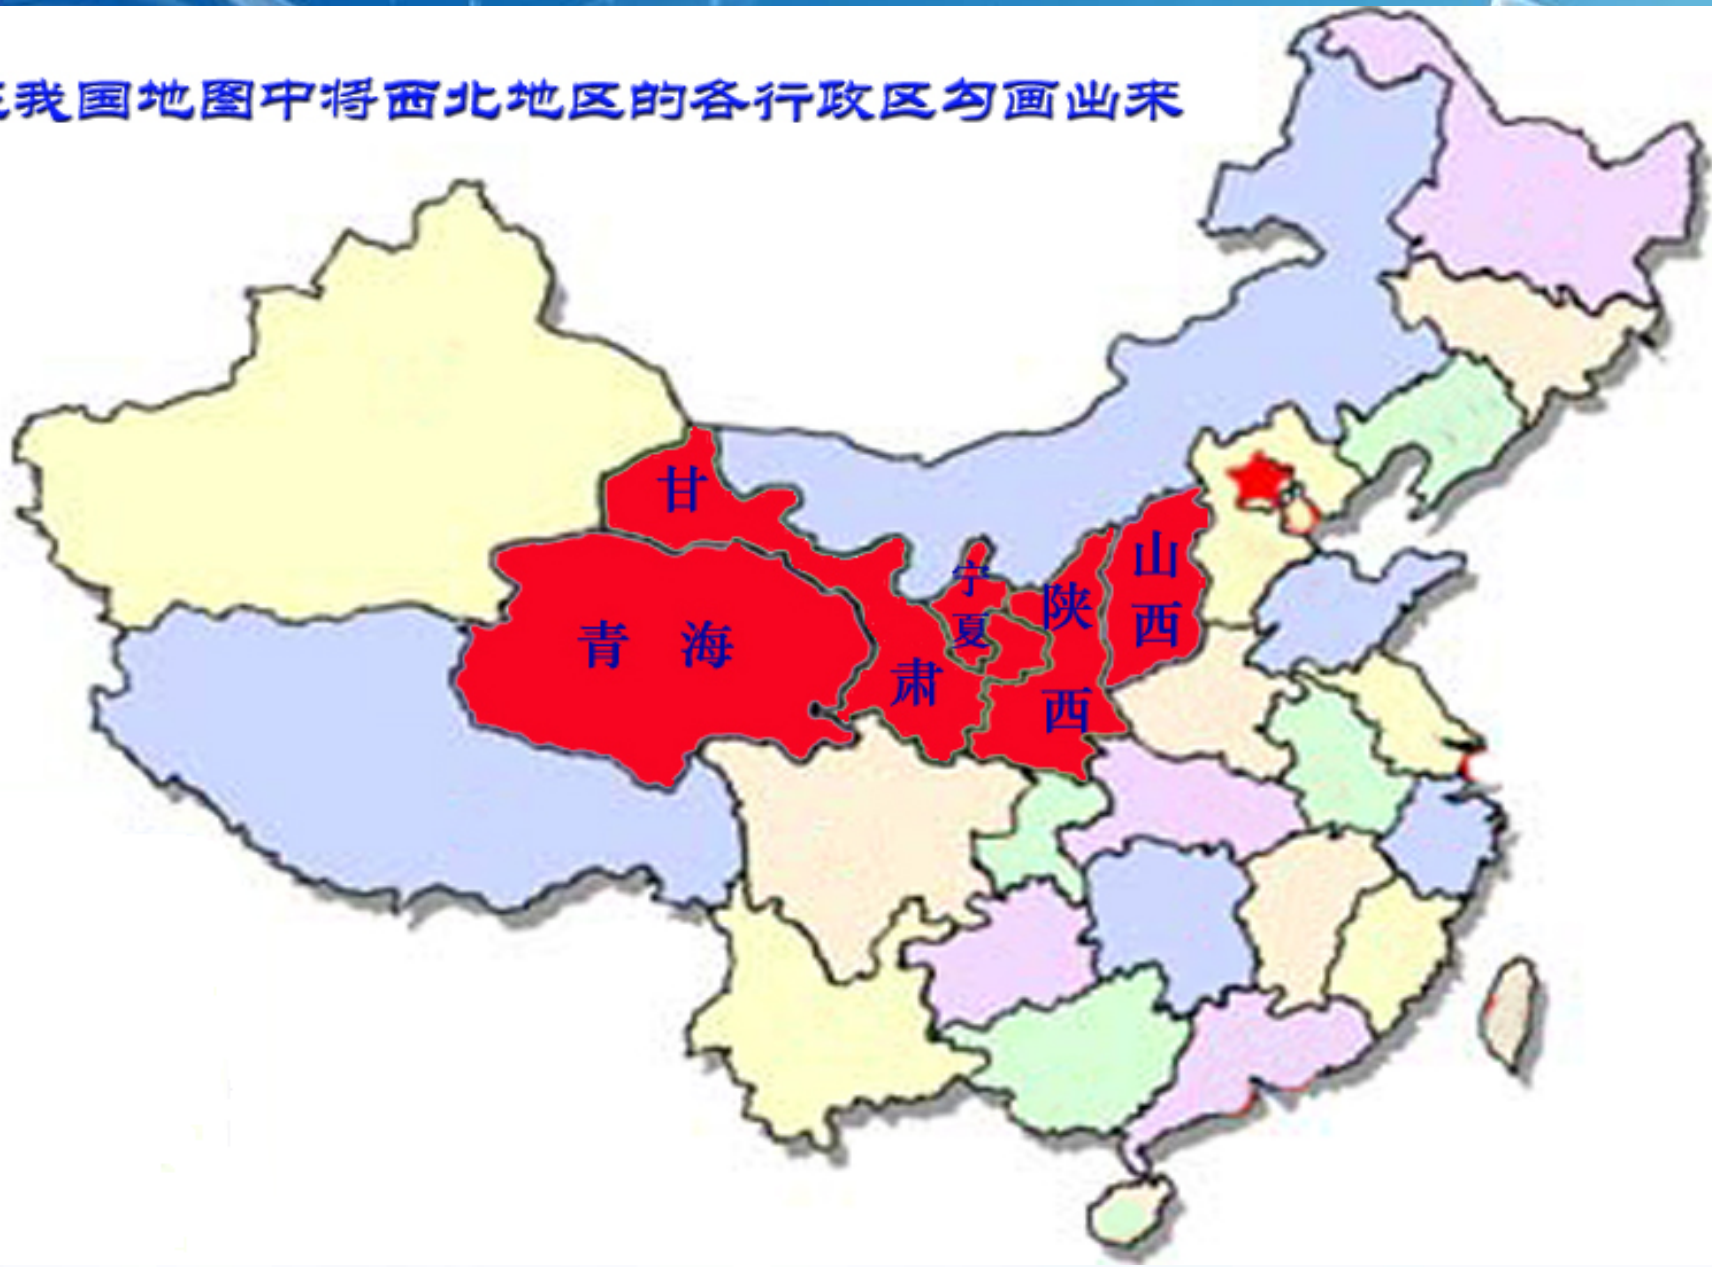 我国地图中将西北地区的各行政区勾画出来
甘
宁
夏
山
西
陕
青 海
肃
西